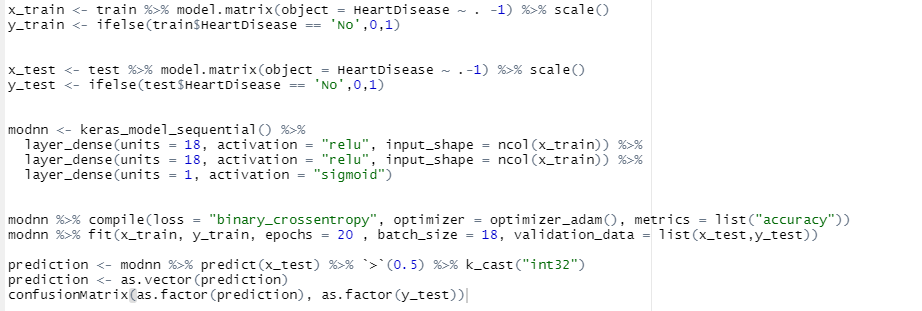 x_train <- train %>% model.matrix(object = HeartDisease ~ . -1) %>% scale()
y_train <- ifelse(train$HeartDisease == 'No',0,1)
x_test <- test %>% model.matrix(object = HeartDisease ~ .-1) %>% scale()
y_test <- ifelse(test$HeartDisease == 'No',0,1)
modnn <- keras_model_sequential() %>%
  layer_dense(units = 18, activation = "relu", input_shape = ncol(x_train)) %>%
  layer_dense(units = 18, activation = "relu", input_shape = ncol(x_train)) %>%
  layer_dense(units = 1, activation = "sigmoid")
modnn %>% compile(loss = "binary_crossentropy", optimizer = optimizer_adam(), metrics = list("accuracy"))
modnn %>% fit(x_train, y_train, epochs = 20 , batch_size = 18, validation_data = list(x_test,y_test))
prediction <- modnn %>% predict(x_test) %>% `>`(0.5) %>% k_cast("int32")
prediction <- as.vector(prediction)
confusionMatrix(as.factor(prediction), as.factor(y_test))